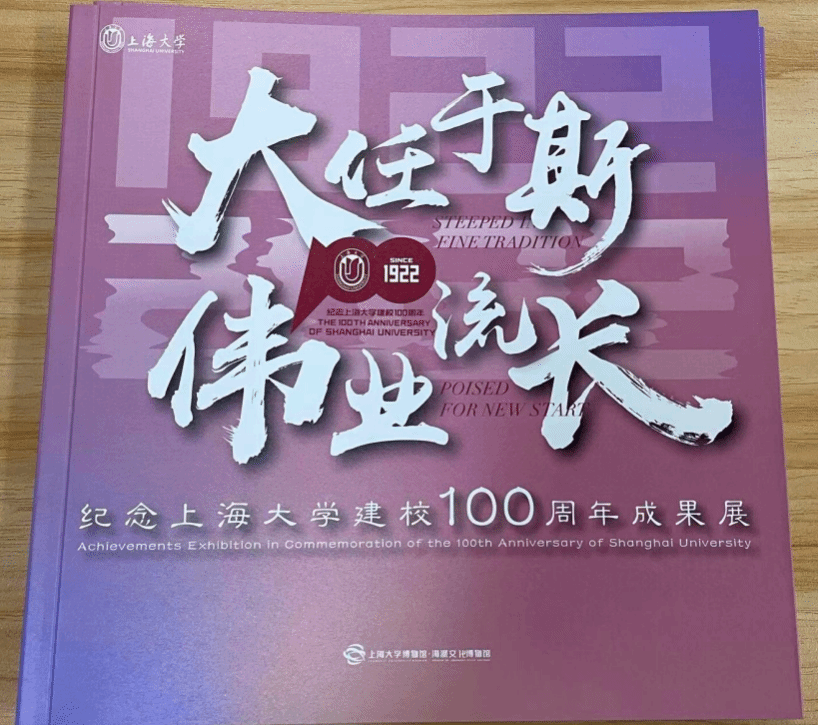 1922
上海大学
SHANGHAI UNIVERSITY
大任于斯
STEEPED I
FINE TRADITION
SINCE
1922
纪念上海大学建校100周年
THE 100TH ANNIVERSARY
OF SHANGHAI UNIVERSITY
伟业流长
POISED
FOR NEW START
纪念上海大学建校100周年成果展
Achievements Exhibition in Commemoration of the 100th Anniversary of Shanghai University
上海大学博物馆·海派文化博物馆